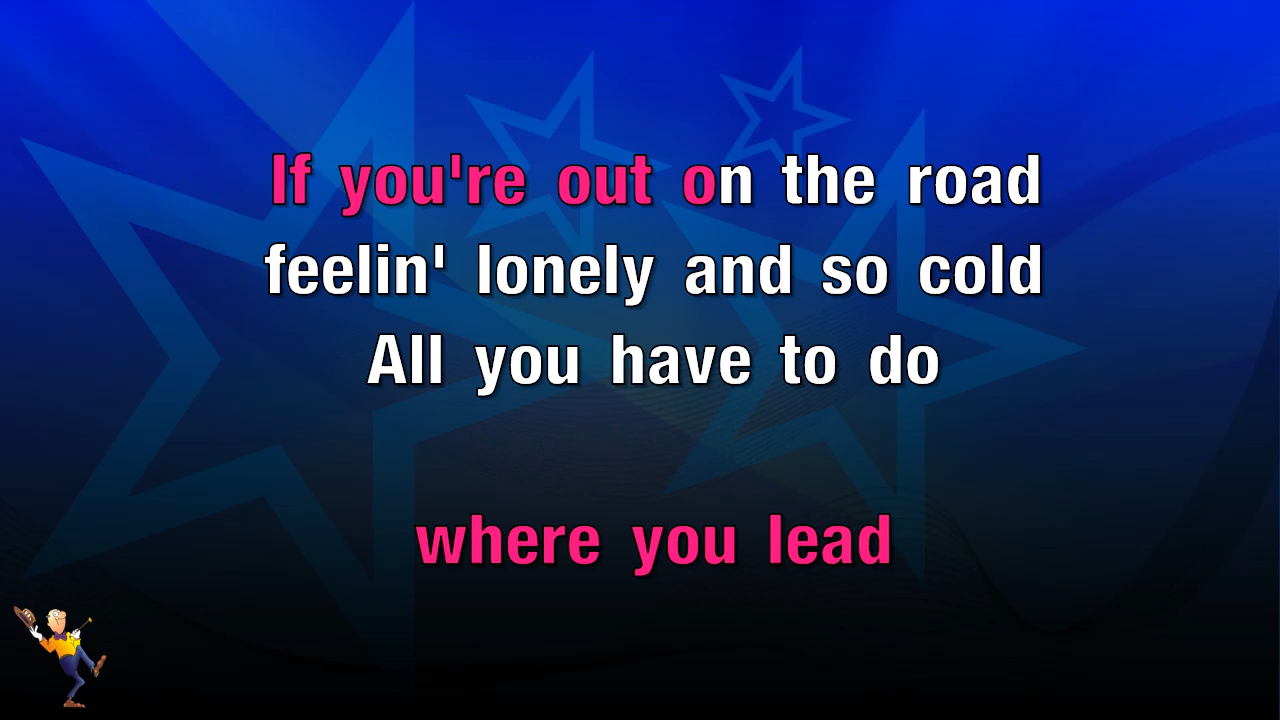 If you're out on the road
feelin' lonely and so cold
All you have to do
where you lead